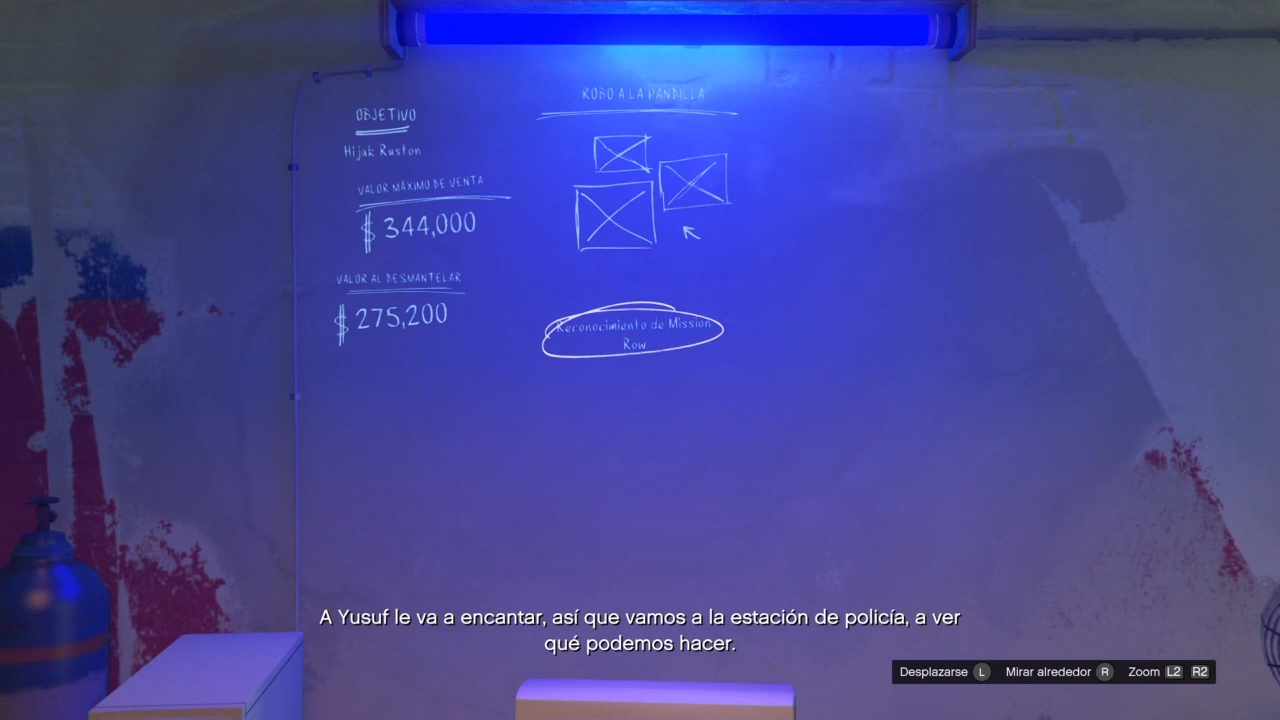 OBJETIVO
Hijak Ruston
VALOR MÁXIMO DE VENTA
$ 344,000
VALOR AL DESMANTELAR
$ 275,200
ROBO A LA PANDILLA
Reconocimiento de Mission
Row
A Yusuf le va a encantar, así que vamos a la estación de policía, a ver
qué podemos hacer.
Desplazarse L Mirar alrededor R Zoom L2 R2